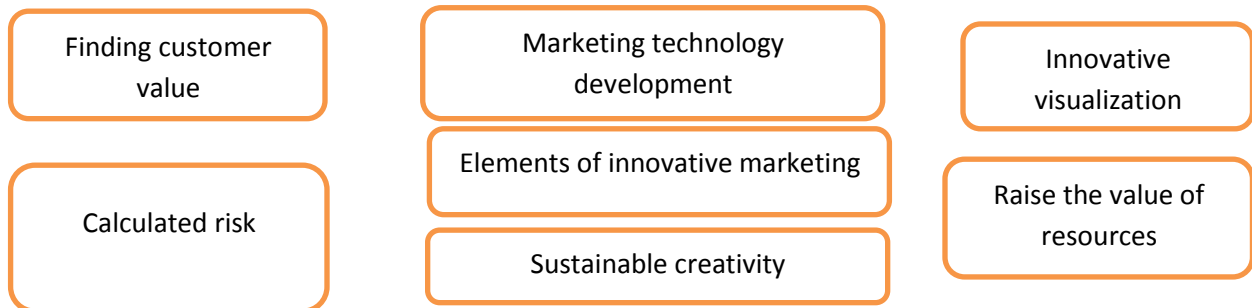 Finding customer
value
Marketing technology
development
Innovative
visualization
Elements of innovative marketing
Calculated risk
Raise the value of
resources
Sustainable creativity